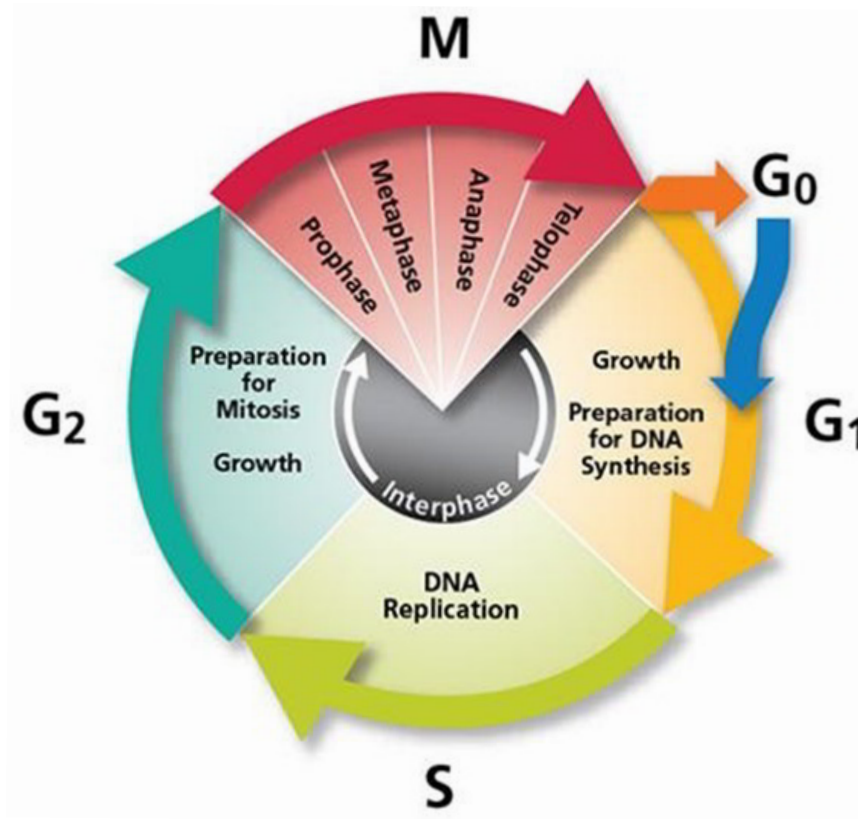 M
G0
Prophase
Metaphase
Anaphase
Telophase
Preparation
for
Mitosis
Growth
Growth
Preparation
for DNA
Synthesis
G2
G1
Interphase
DNA
Replication
S